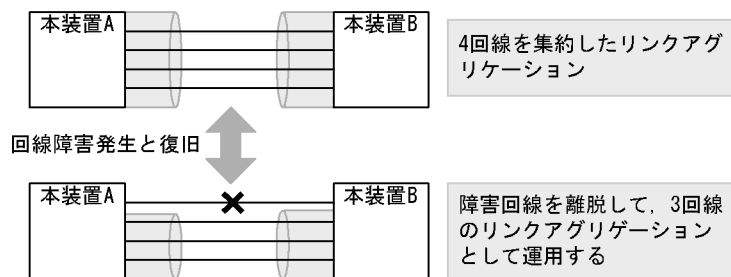 本装置A
本装置B
4回線を集約したリンクアグ
リケーション
回線障害発生と復旧
本装置A
本装置B
障害回線を離脱して，3回線
のリンクアグリゲーション
として運用する